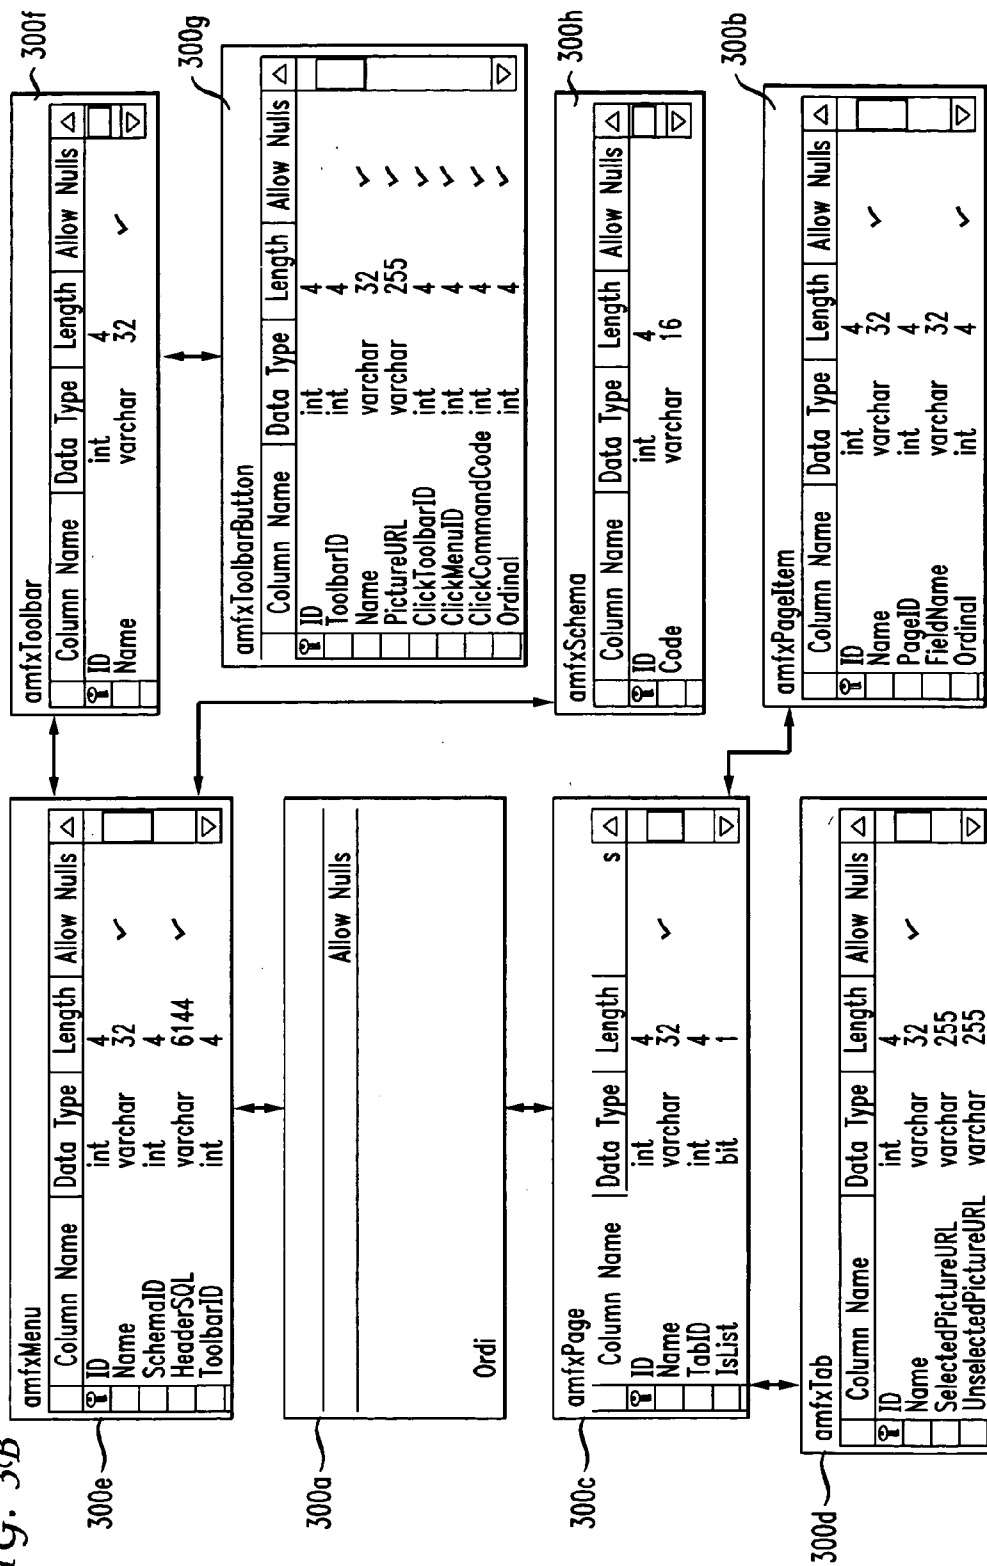 FIG. 3B
300e
amfxMenu
Column Name Data Type Length Allow Nulls
ID int 4
Name varchar 32 ✓
SchemaID int 4
HeaderSQL varchar 6144 ✓
ToolbarID int 4
300a
Allow Nulls
Ordi
300c
amfxPage
Column Name Data Type Length s
ID int 4
Name varchar 32 ✓
TabID int 4
IsList bit 1
300d
amfxTab
Column Name Data Type Length Allow Nulls
ID int 4
Name varchar 32 ✓
SelectedPictureURL varchar 255
UnselectedPictureURL varchar 255
300f
amfxToolbar
Column Name Data Type Length Allow Nulls
ID int 4
Name varchar 32 ✓
300g
amfxToolbarButton
Column Name Data Type Length Allow Nulls
ID int 4
ToolbarID int 4
Name varchar 32 ✓
PictureURL varchar 255 ✓
ClickToolbarID int 4 ✓
ClickMenuID int 4 ✓
ClickCommandCode int 4 ✓
Ordinal int 4 ✓
300h
amfxSchema
Column Name Data Type Length Allow Nulls
ID int 4
Code varchar 16
300b
amfxPageItem
Column Name Data Type Length Allow Nulls
ID int 4
Name varchar 32 ✓
PageID int 4
FieldName varchar 32
Ordinal int 4 ✓